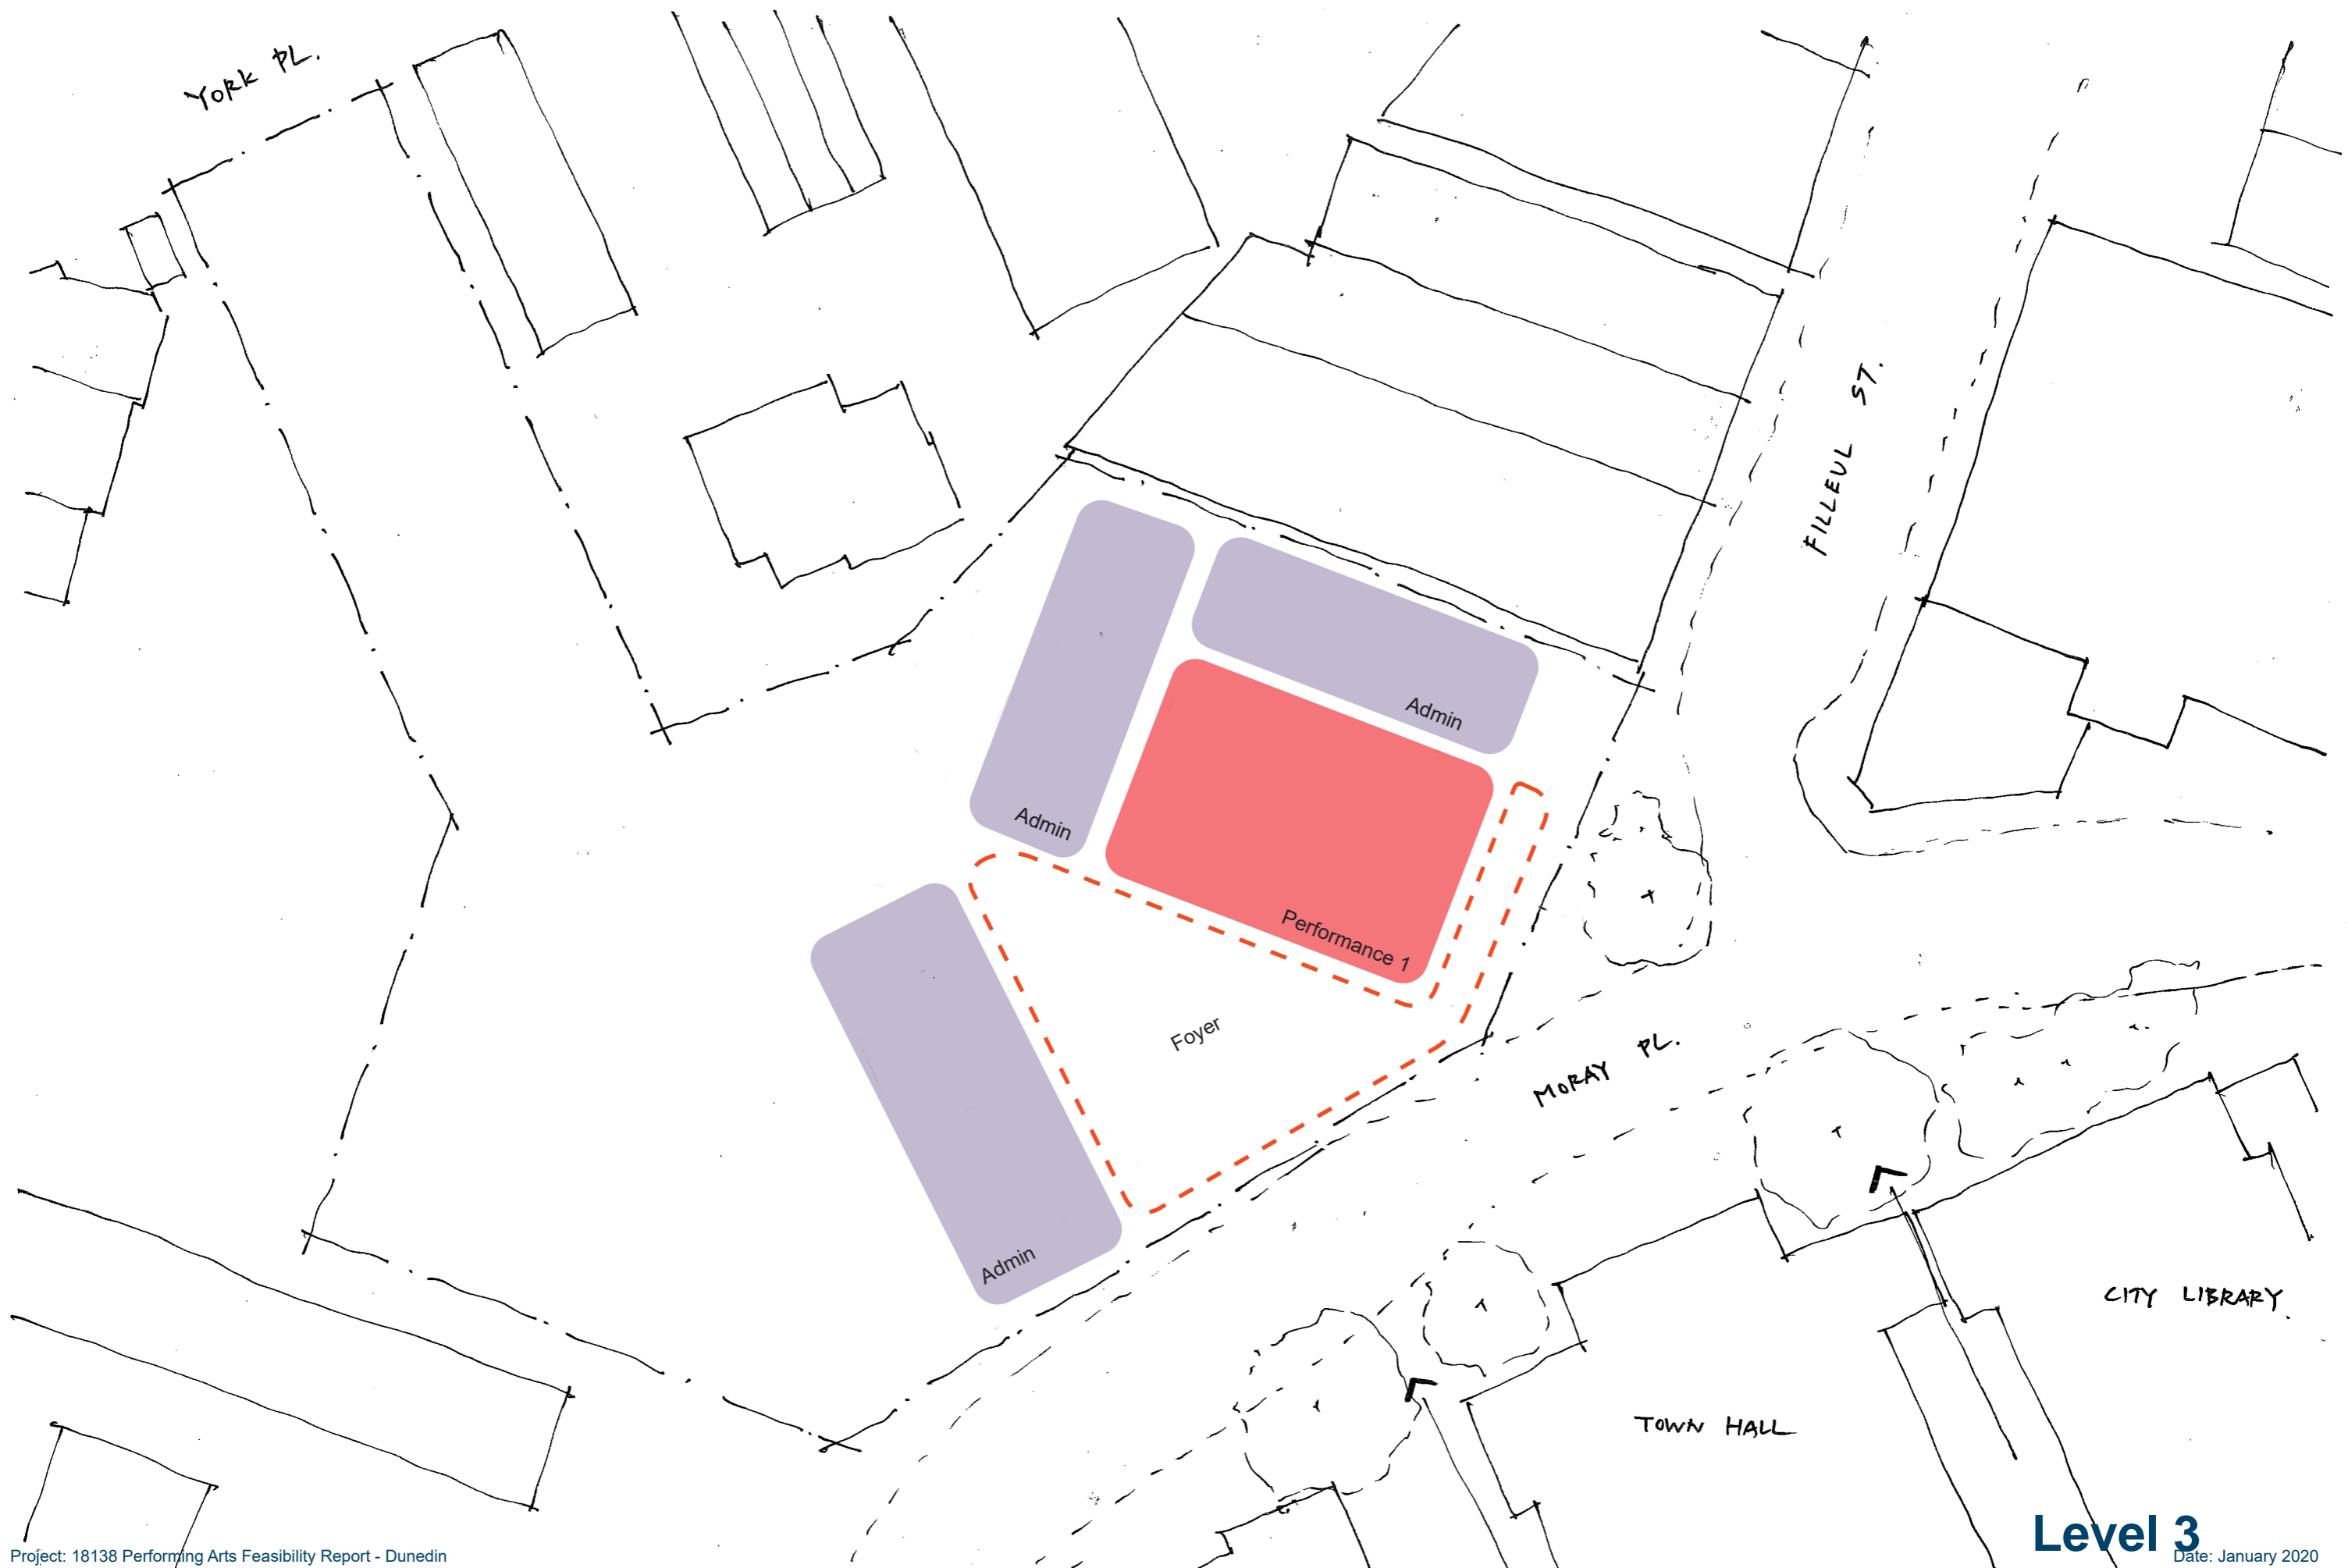 YORK PL.
FILLEUL ST.
Admin
Admin
Performance 1
Foyer
MORAY PL.
Admin
CITY LIBRARY.
TOWN HALL
Level 3
Project: 18138 Performing Arts Feasibility Report - Dunedin
Date: January 2020